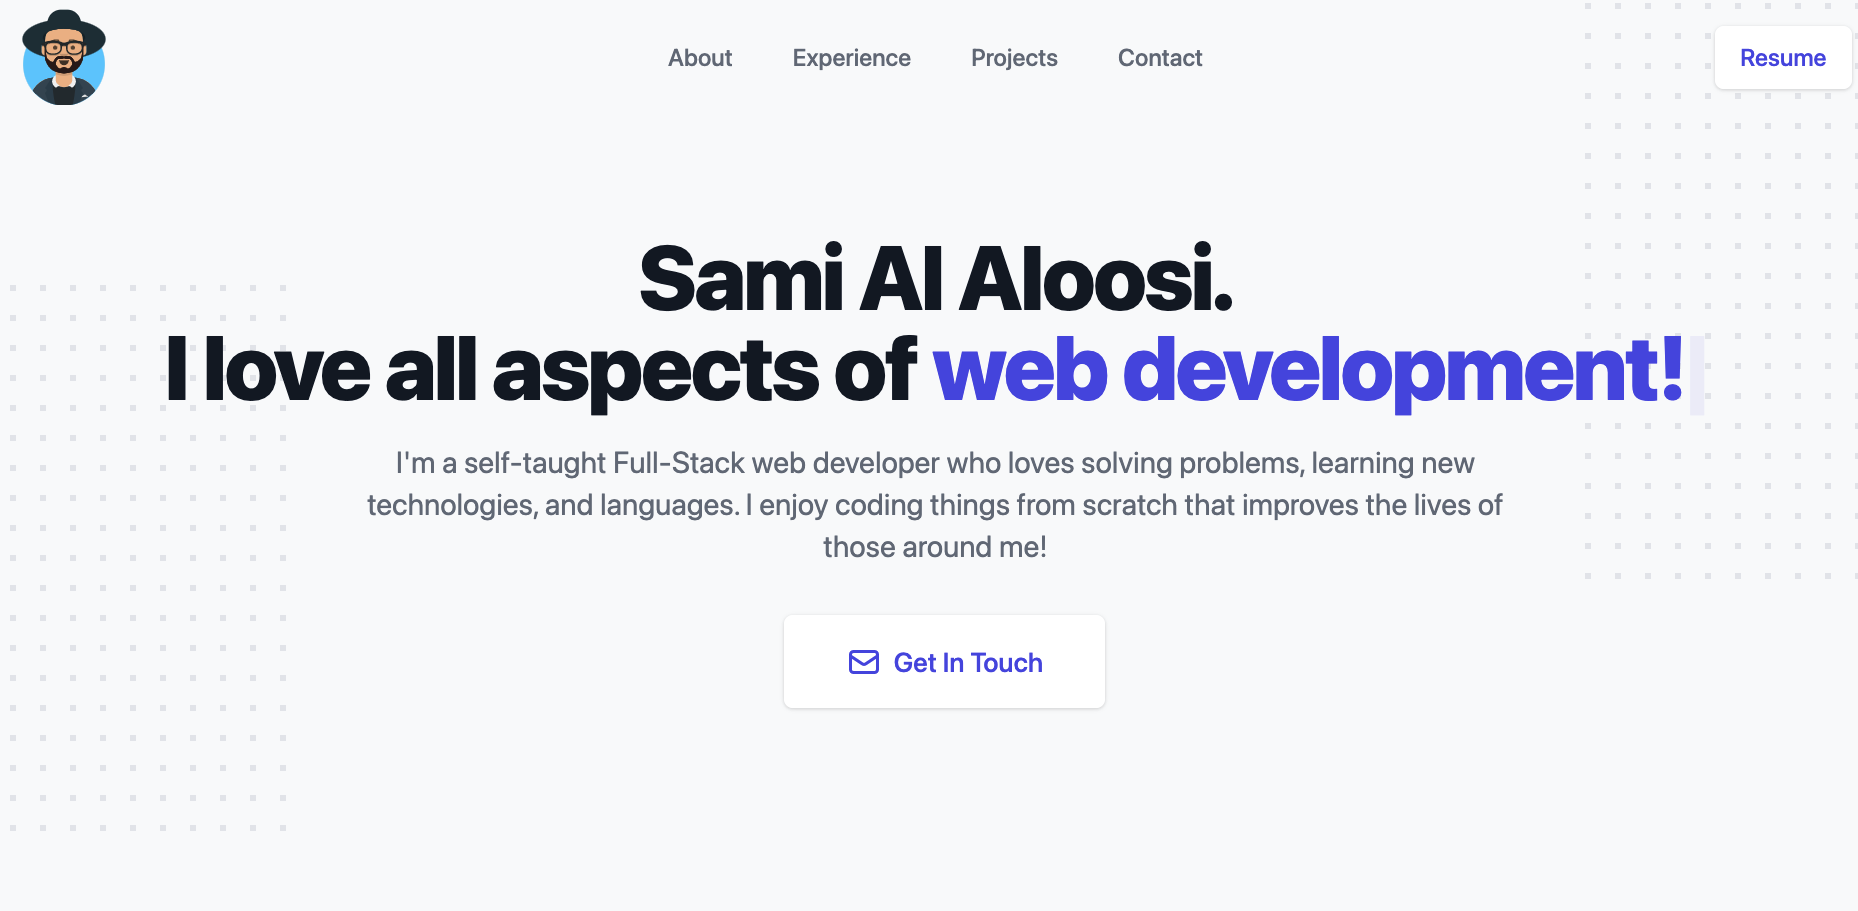 About
Experience
Projects
Contact
Resume
Sami Al Aloosi.
I love all aspects of web development!
I'm a self-taught Full-Stack web developer who loves solving problems, learning new
technologies, and languages. I enjoy coding things from scratch that improves the lives of
those around me!
Get In Touch